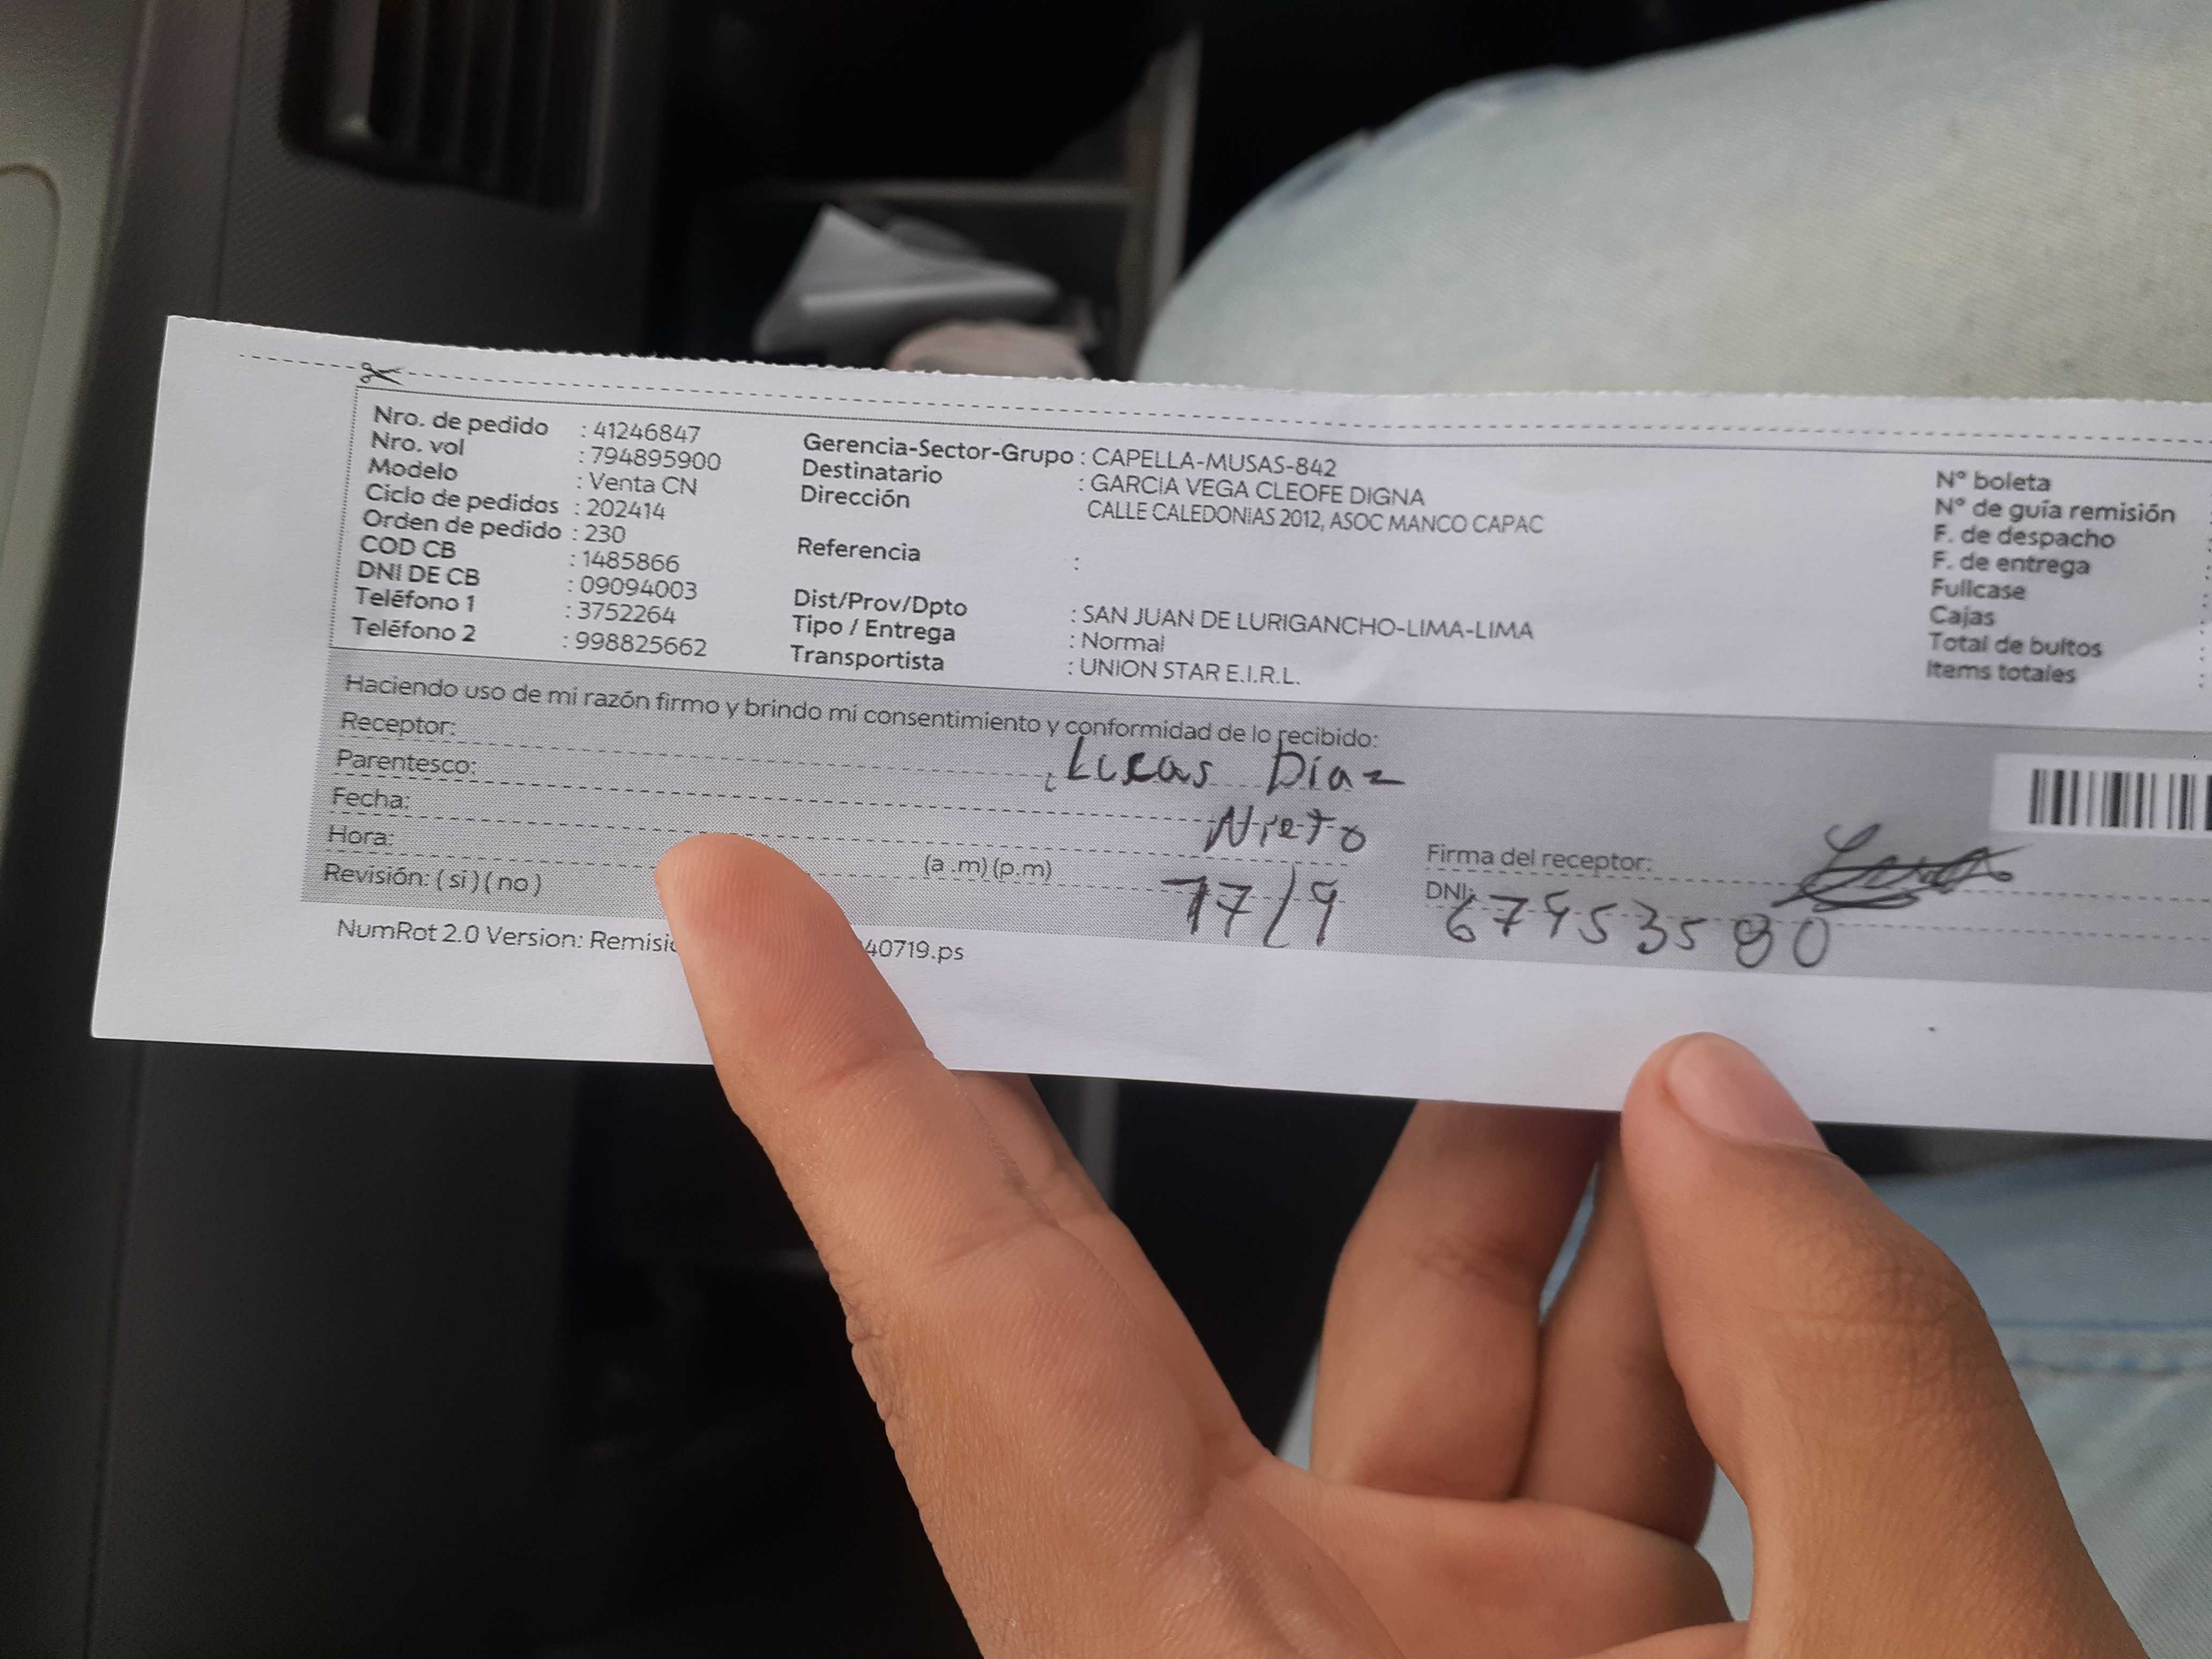 Nro. de pedido : 41246847
Nro. vol : 794895900
Modelo : Venta CN
Ciclo de pedidos : 202414
Orden de pedido : 230
COD CB : 1485866
DNI DE CB : 09094003
Teléfono 1 : 3752264
Teléfono 2 : 998825662
Gerencia-Sector-Grupo : CAPELLA-MUSAS-842
Destinatario : GARCIA VEGA CLEOFE DIGNA
Dirección CALLE CALEDONIAS 2012, ASOC MANCO CAPAC
Referencia :
Dist/Prov/Dpto : SAN JUAN DE LURIGANCHO-LIMA-LIMA
Tipo / Entrega : Normal
Transportista : UNION STAR E.I.R.L.
N° boleta
N° de guía remisión :
F. de despacho :
F. de entrega :
Fullcase :
Cajas :
Total de bultos :
Items totales :
Haciendo uso de mi razón firmo y brindo mi consentimiento y conformidad de lo recibido:
Receptor: Lucas Diaz
Parentesco: Nieto
Fecha: 17/9
Hora: (a .m) (p.m)
Revisión: ( si ) ( no )
Firma del receptor:
DNI: 67953580
NumRot 2.0 Version: 40719.ps